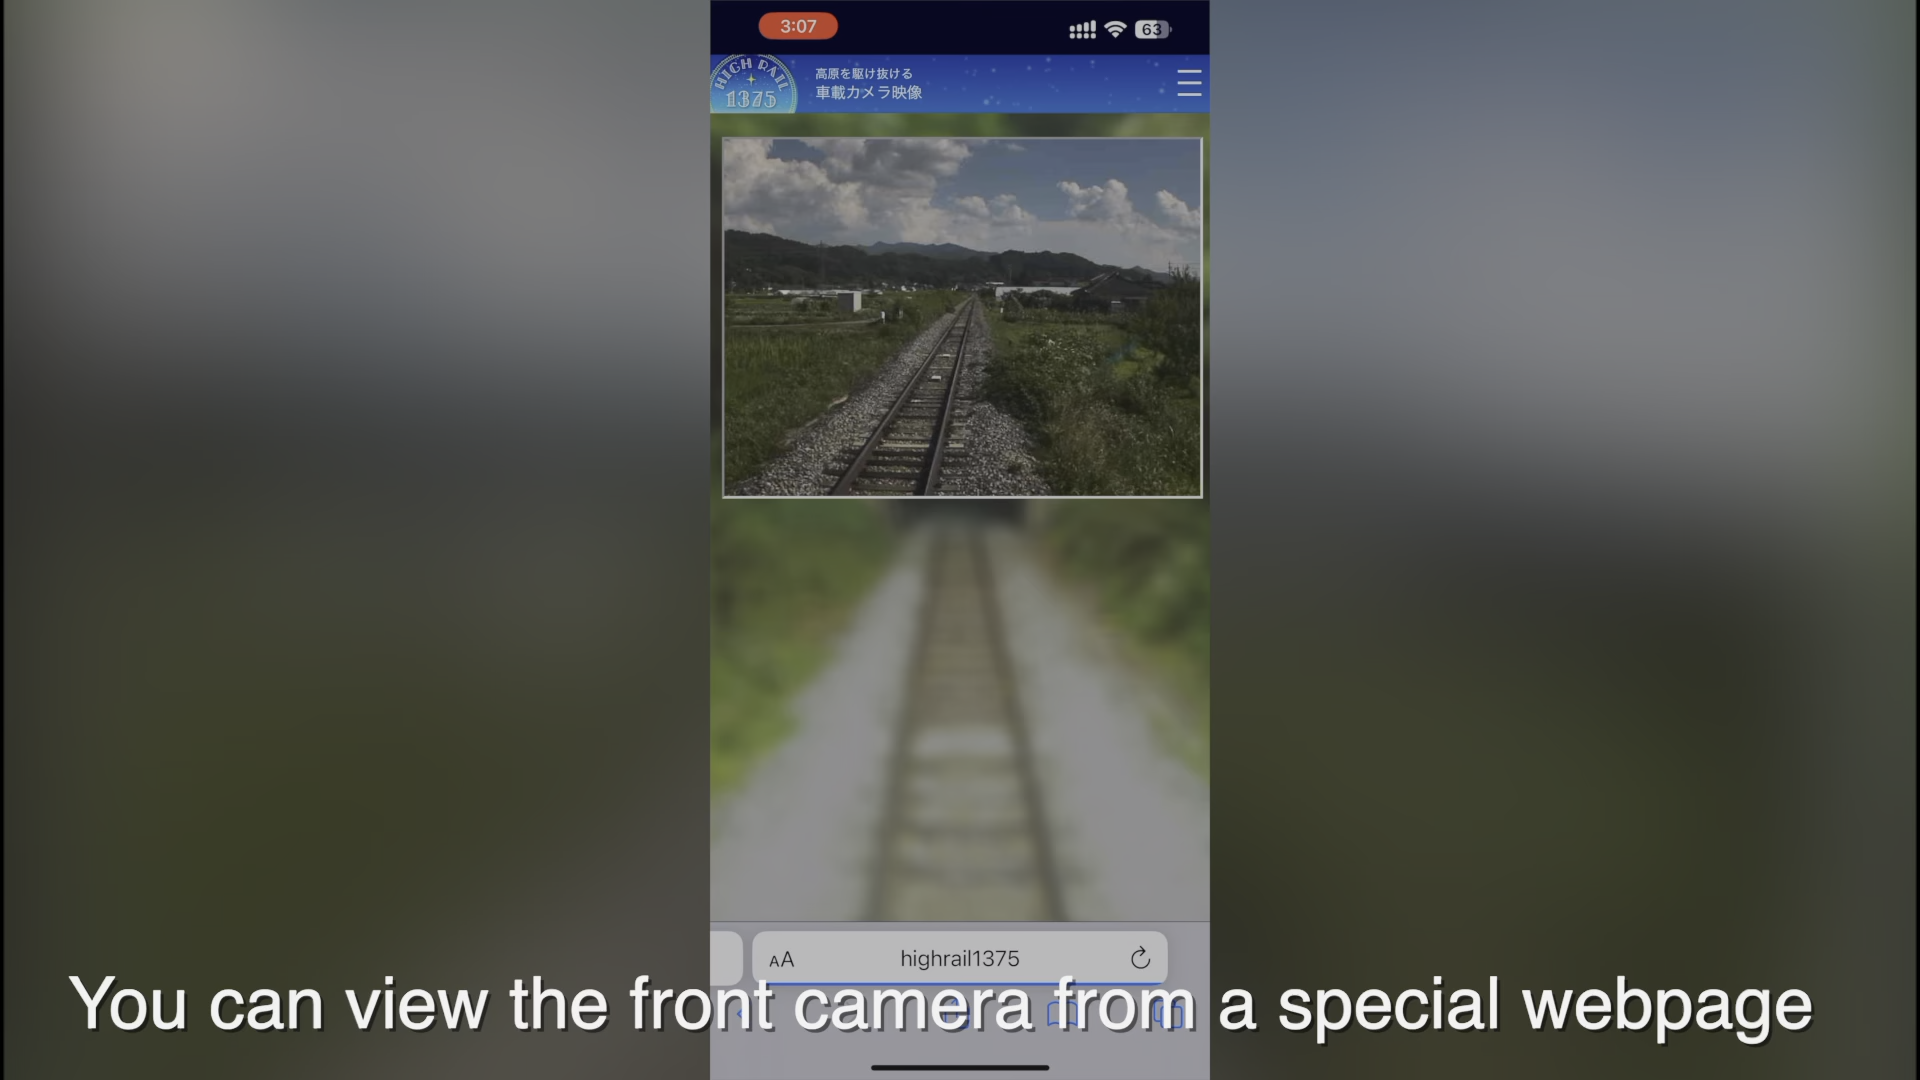 3:07
63
HIGH RAIL
1375
高原を駆け抜ける
車載カメラ映像
AA
highrail1375
You can view the front camera from a special webpage